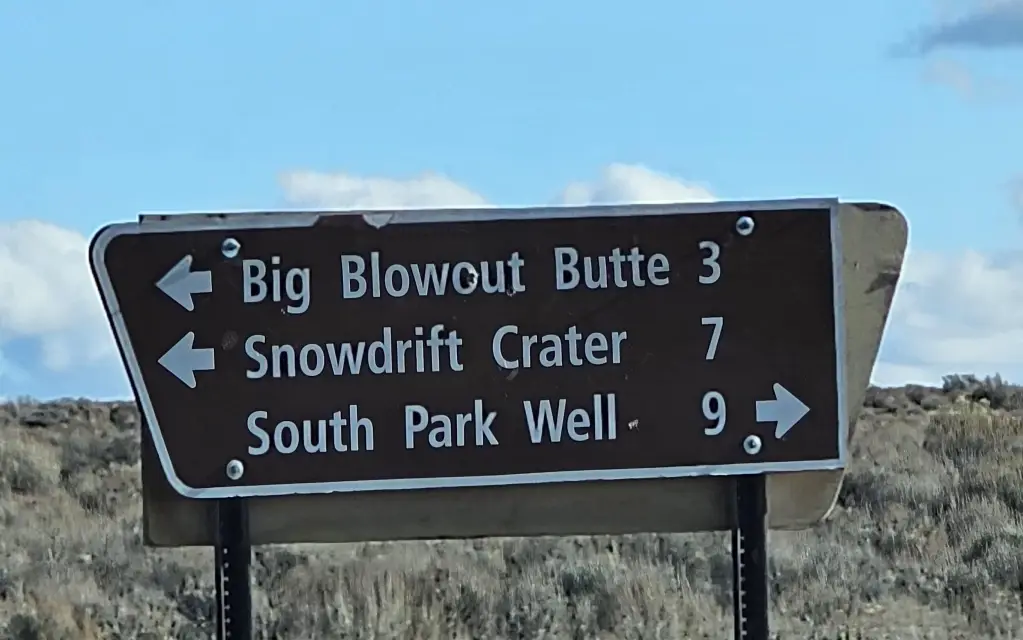 ← Big Blowout Butte 3
← Snowdrift Crater 7
South Park Well 9 →